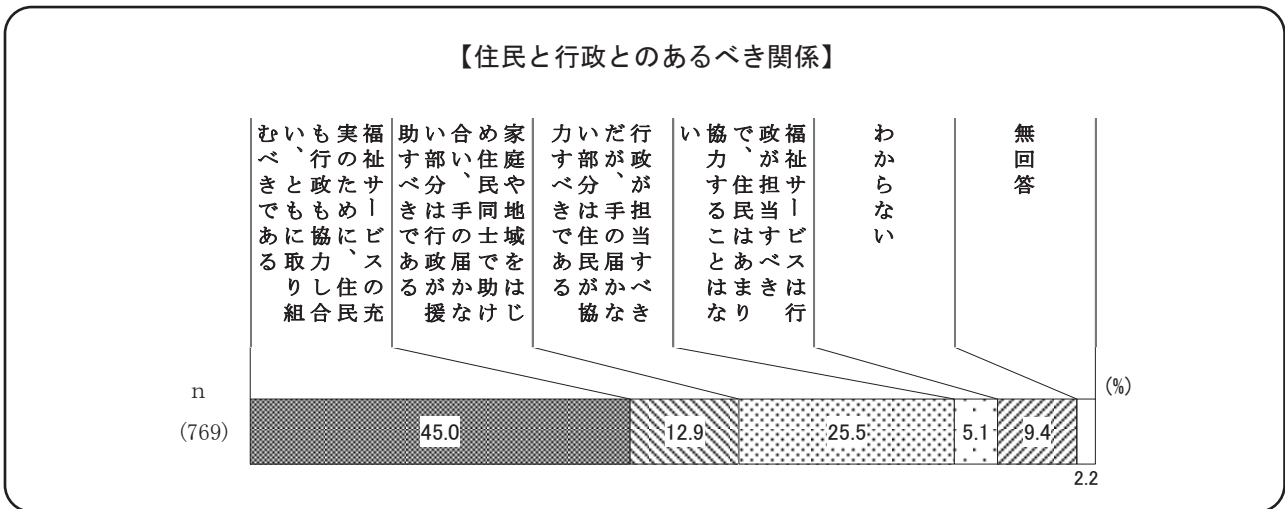 【住民と行政とのあるべき関係】
福祉サービスの充
実のために、住民
も行政も協力し合
い、ともに取り組
むべきである
家庭や地域をはじ
め住民同士で助け
合い、手の届かな
い部分は行政が援
助すべきである
行政が担当すべき
だが、手の届かな
い部分は住民が協
力すべきである
福祉サービスは行
政が担当すべき
で、住民はあまり
協力することはな
い
わからない
無回答
n
(%)
(769)
45.0
12.9
25.5
5.1
9.4
2.2